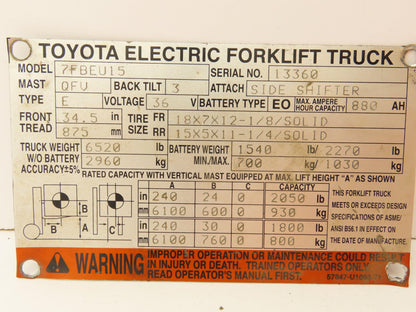 TOYOTA ELECTRIC FORKLIFT TRUCK
MODEL 7FBEU15 SERIAL NO. 13360
MAST QFV BACK TILT 3 ATTACH SIDE SHIFTER
TYPE E VOLTAGE 36 V BATTERY TYPE EO MAX. AMPERE HOUR CAPACITY 880 AH
FRONT TREAD 34.5 in TIRE SIZE FR 18X7X12-1/8/SOLID
875 mm RR 15X5X11-1/4/SOLID
TRUCK WEIGHT 6520 lb BATTERY WEIGHT 1540 lb/ 2270 lb
W/O BATTERY 2960 kg MIN./MAX. 700 kg/ 1030 kg
ACCURACY±5% RATED CAPACITY WITH VERTICAL MAST EQUIPPED AT MAX. LIFT HEIGHT "A" AS SHOWN
A B C CAPACITY
in 240 24 0 2050 lb
mm 6100 600 0 930 kg
in 240 30 0 1800 lb
mm 6100 760 0 800 kg
A B B C
THIS FORKLIFT TRUCK
MEETS OR EXCEEDS DESIGN
SPECIFICATIONS OF ASME/
ANSI B56.1 IN EFFECT ON
THE DATE OF MANUFACTURE.
WARNING IMPROPER OPERATION OR MAINTENANCE COULD RESULT
IN INJURY OR DEATH. TRAINED OPERATORS ONLY.
READ OPERATOR'S MANUAL FIRST.